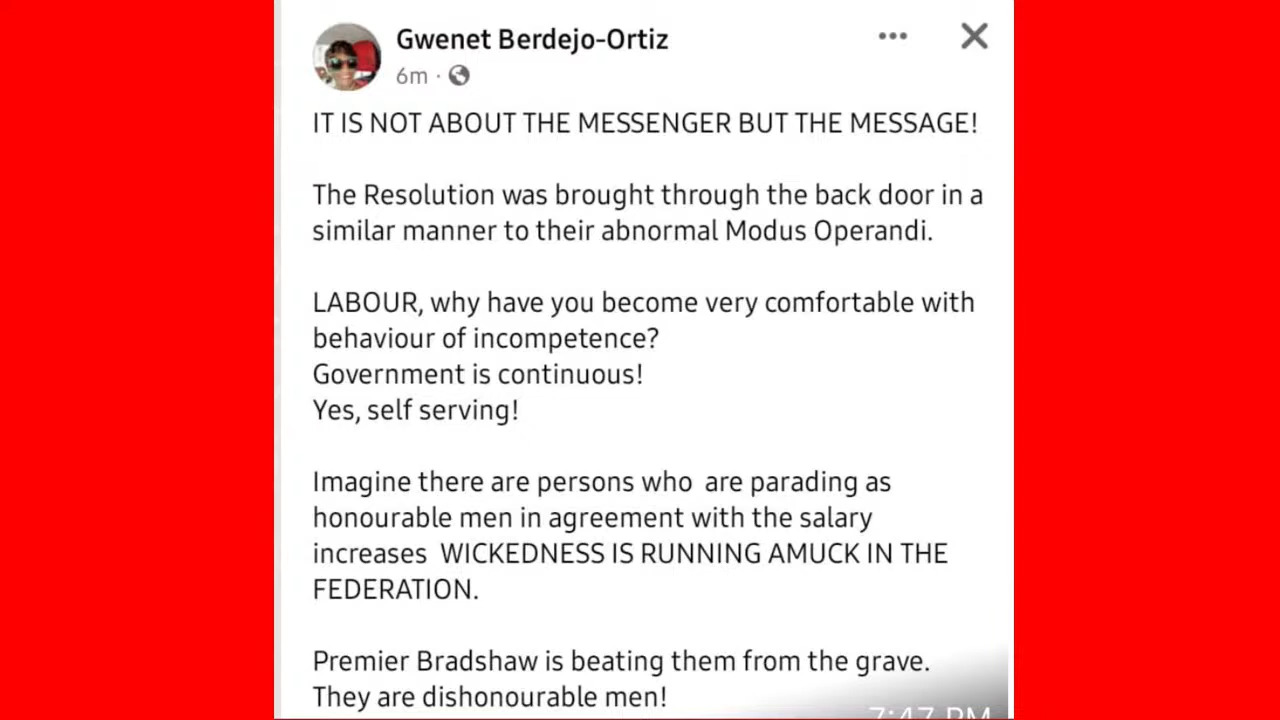 Gwenet Berdejo-Ortiz
6m ·
IT IS NOT ABOUT THE MESSENGER BUT THE MESSAGE!
The Resolution was brought through the back door in a
similar manner to their abnormal Modus Operandi.
LABOUR, why have you become very comfortable with
behaviour of incompetence?
Government is continuous!
Yes, self serving!
Imagine there are persons who  are parading as
honourable men in agreement with the salary
increases  WICKEDNESS IS RUNNING AMUCK IN THE
FEDERATION.
Premier Bradshaw is beating them from the grave.
They are dishonourable men!
7:47 PM